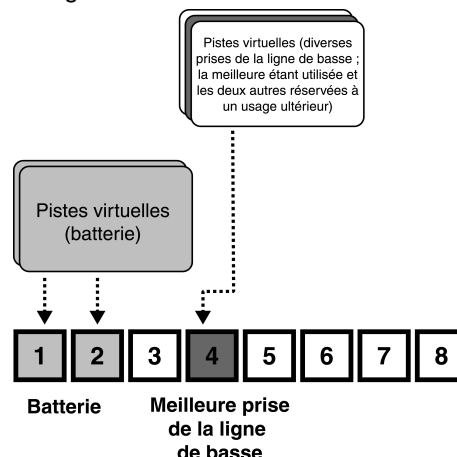 Pistes virtuelles (diverses
prises de la ligne de basse ;
la meilleure étant utilisée et
les deux autres réservées à
un usage ultérieur)
Pistes virtuelles
(batterie)
1 2 3 4 5 6 7 8
Batterie
Meilleure prise
de la ligne
de basse